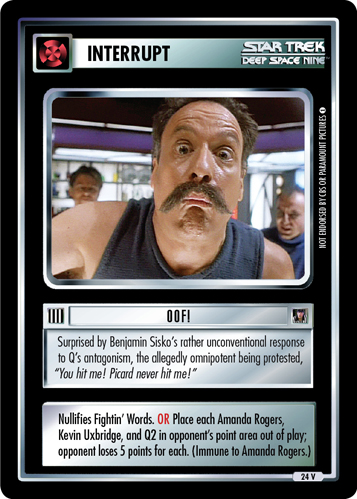 INTERRUPT
STAR TREK
DEEP SPACE NINE
NOT ENDORSED BY CBS OR PARAMOUNT PICTURES
OOF!
Surprised by Benjamin Sisko's rather unconventional response
to Q's antagonism, the allegedly omnipotent being protested,
"You hit me! Picard never hit me!"
Nullifies Fightin' Words. OR Place each Amanda Rogers,
Kevin Uxbridge, and Q2 in opponent's point area out of play;
opponent loses 5 points for each. (Immune to Amanda Rogers.)
24 V